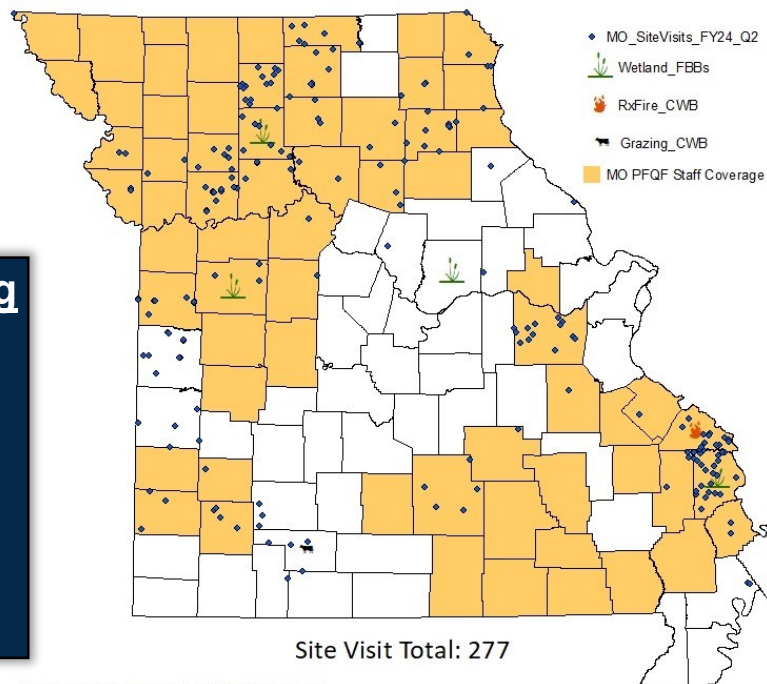 MO_SiteVisits_FY24_Q2
Wetland_FBBs
RxFire_CWB
Grazing_CWB
MO PFQF Staff Coverage
g
Site Visit Total: 277